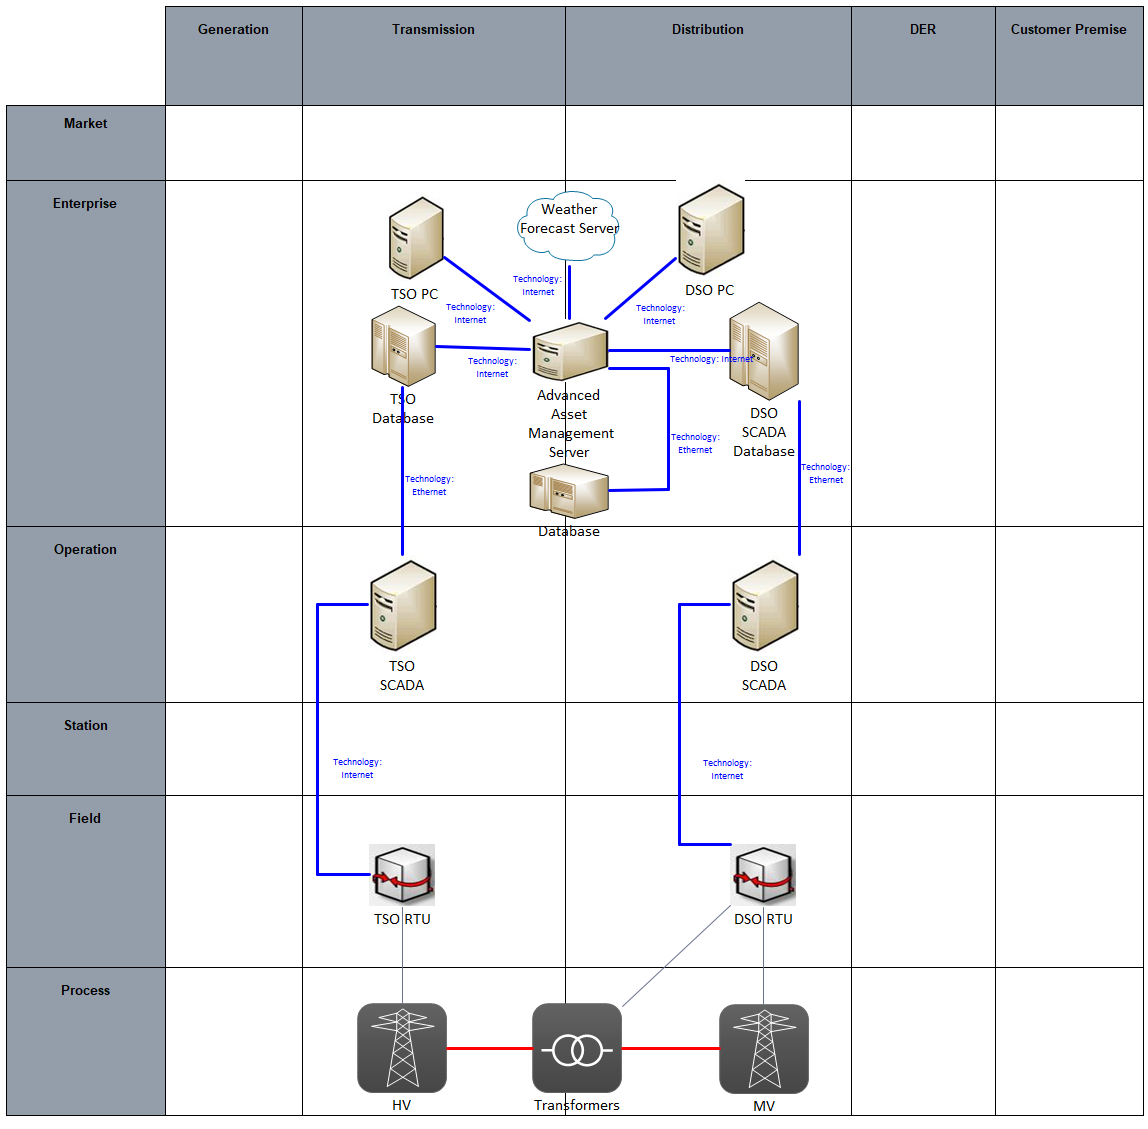 Generation
Transmission
Distribution
DER
Customer Premise
Market
Enterprise
Weather
Forecast Server
TSO PC
DSO PC
Technology:
Internet
Technology:
Internet
Technology:
Internet
Technology:
Internet
Technology: Internet
TSO
Database
Advanced
Asset
Management
Server
DSO
SCADA
Database
Technology:
Ethernet
Technology:
Ethernet
Technology:
Ethernet
Database
Operation
TSO
SCADA
DSO
SCADA
Station
Technology:
Internet
Technology:
Internet
Field
TSO RTU
DSO RTU
Process
HV
Transformers
MV